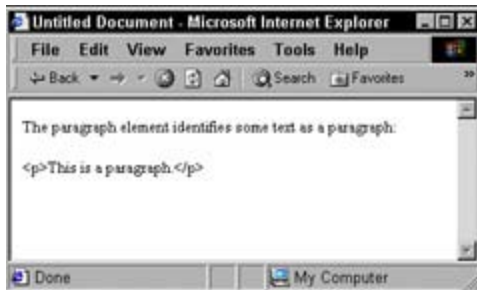 Untitled Document - Microsoft Internet Explorer
File Edit View Favorites Tools Help
Back Search Favorites »
The paragraph element identifies some text as a paragraph:
<p>This is a paragraph.</p>
Done My Computer